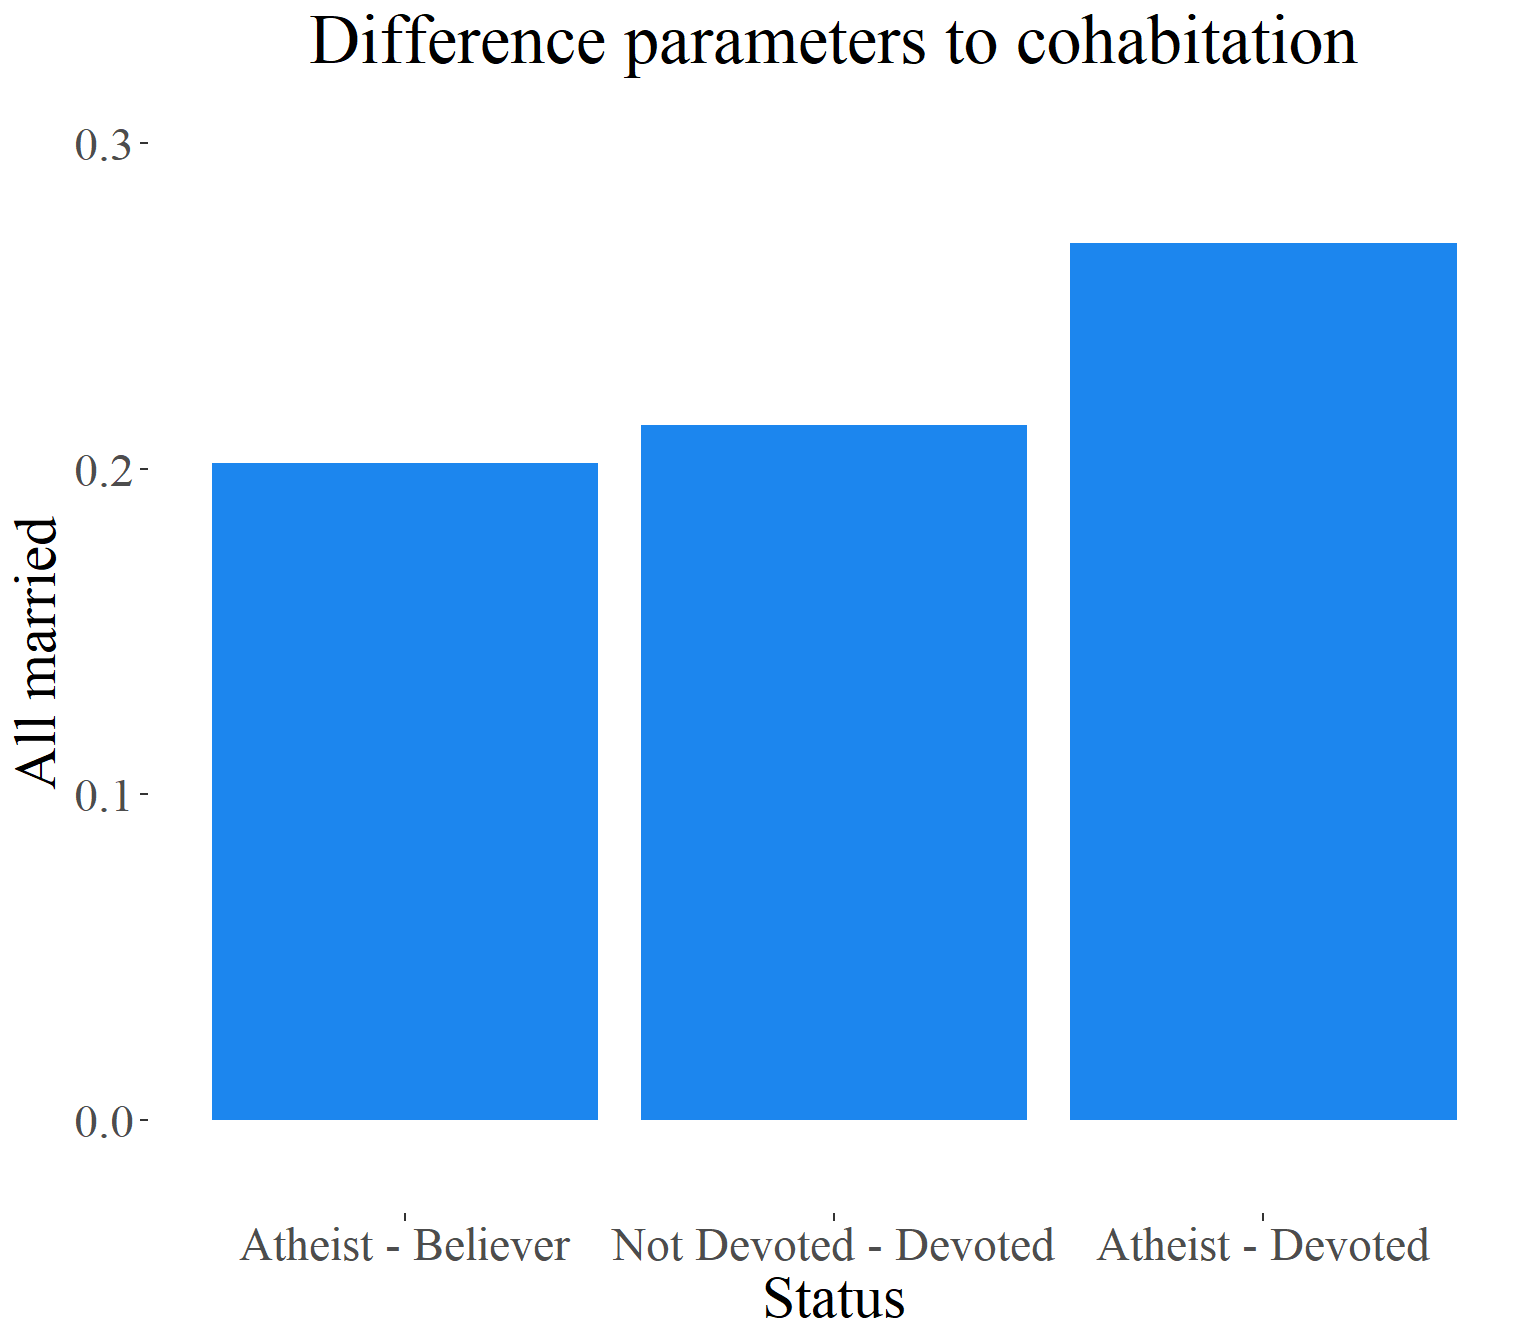 Difference parameters to cohabitation
0.3
0.2
0.1
0.0
All married
Atheist - Believer
Not Devoted - Devoted
Atheist - Devoted
Status